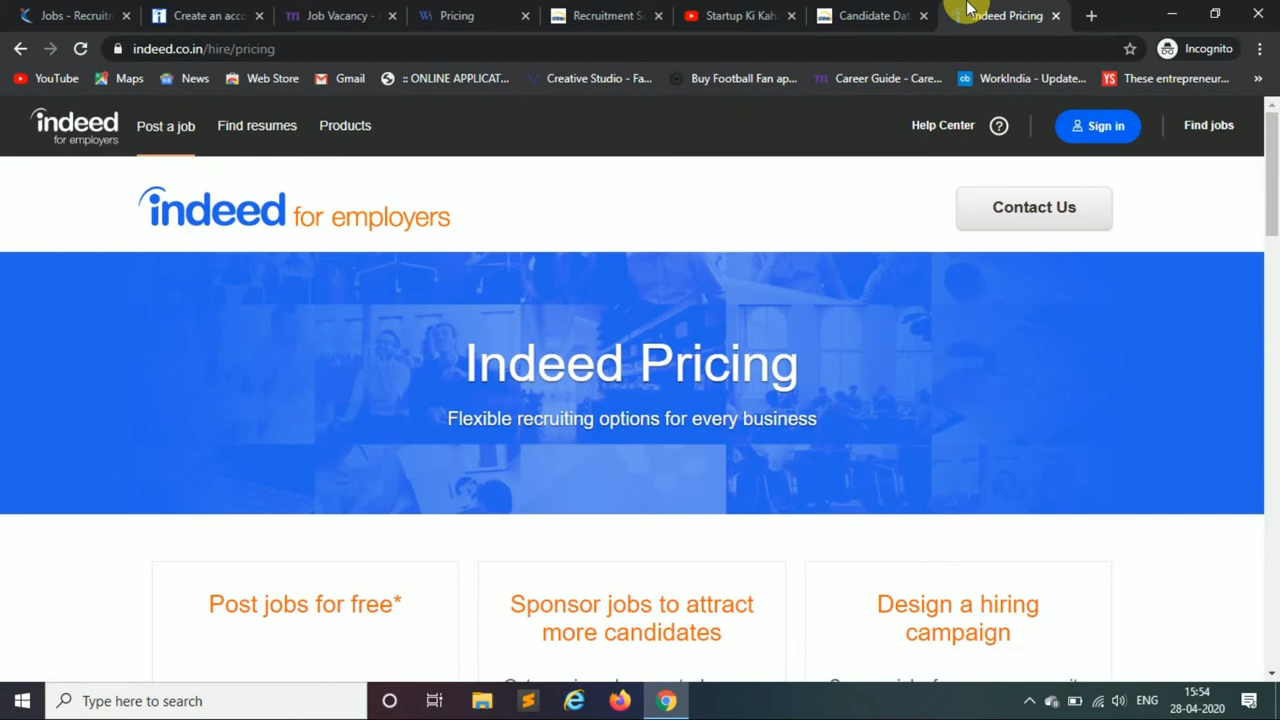 Jobs - Recruitn
Create an acco
Job Vacancy -
Pricing
Recruitment S
Startup Ki Kah
Candidate Dat
Indeed Pricing
indeed.co.in/hire/pricing
Incognito
YouTube
Maps
News
Web Store
Gmail
:: ONLINE APPLICAT...
Creative Studio - Fa...
Buy Football Fan ap...
Career Guide - Care...
WorkIndia - Update...
These entrepreneur...
indeed for employers
Post a job
Find resumes
Products
Help Center
Sign in
Find jobs
indeed for employers
Contact Us
Indeed Pricing
Flexible recruiting options for every business
Post jobs for free*
Sponsor jobs to attract
more candidates
Design a hiring
campaign
Type here to search
ENG
15:54
28-04-2020